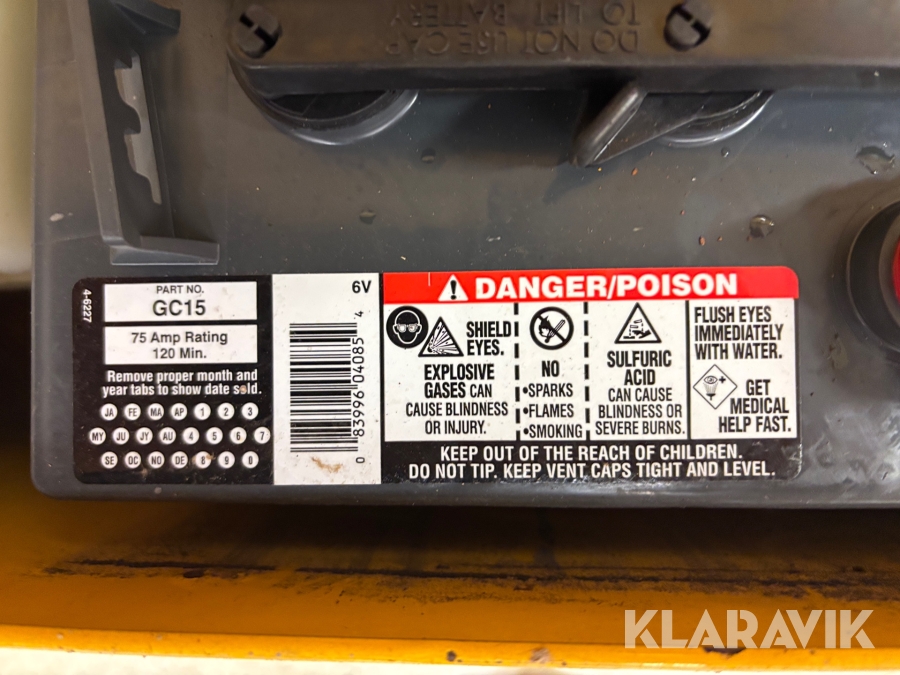 DO NOT USE CAP
TO LIFT BATTERY
4-6227
PART NO.
GC15
75 Amp Rating
120 Min.
Remove proper month and
year tabs to show date sold.
JA FE MA AP 1 2 3
MY JU JY AU 4 5 6 7
SE OC NO DE 8 9 0
6V
0 83996 04085 4
DANGER/POISON
SHIELD
EYES.
EXPLOSIVE
GASES CAN
CAUSE BLINDNESS
OR INJURY.
NO
•SPARKS
•FLAMES
•SMOKING
SULFURIC
ACID
CAN CAUSE
BLINDNESS OR
SEVERE BURNS.
FLUSH EYES
IMMEDIATELY
WITH WATER.
GET
MEDICAL
HELP FAST.
KEEP OUT OF THE REACH OF CHILDREN.
DO NOT TIP. KEEP VENT CAPS TIGHT AND LEVEL.
KLARAVIK